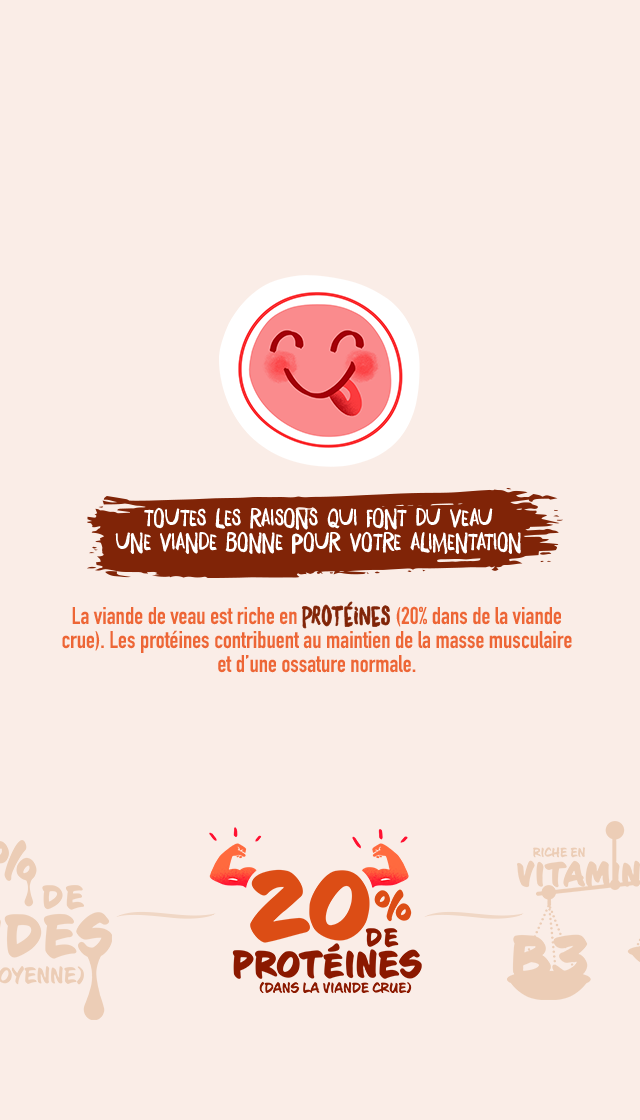 TOUTES LES RAISONS QUI FONT DU VEAU
UNE VIANDE BONNE POUR VOTRE ALIMENTATION
La viande de veau est riche en PROTÉINES (20% dans de la viande
crue). Les protéines contribuent au maintien de la masse musculaire
et d'une ossature normale.
%
DE
DES
OYENNE)
20%
DE
PROTÉINES
(DANS LA VIANDE CRUE)
RICHE EN
VITAMIN
B3